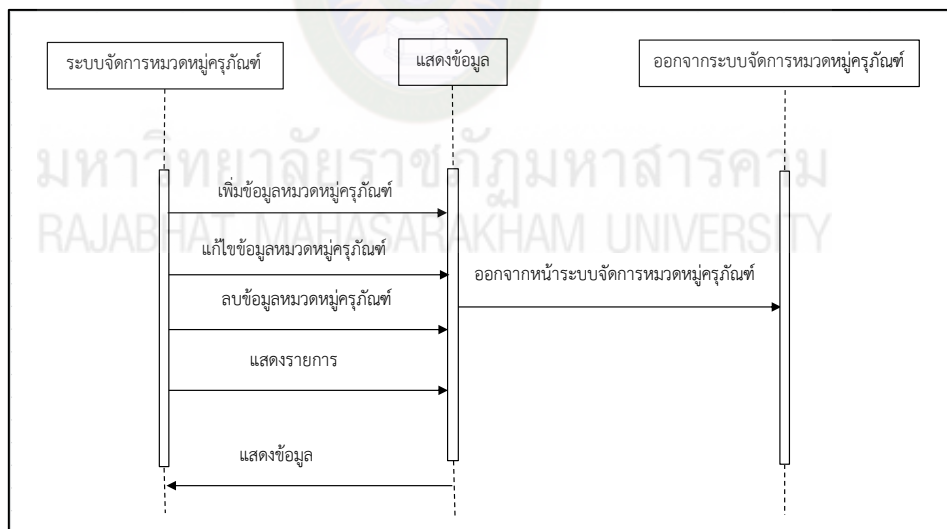 ระบบจัดการหมวดหมู่ครุภัณฑ์
แสดงข้อมูล
ออกจากระบบจัดการหมวดหมู่ครุภัณฑ์
มหาวิทยาลัยราชภัฏมหาสารคาม
RAJABHAT MAHASARAKHAM UNIVERSITY
เพิ่มข้อมูลหมวดหมู่ครุภัณฑ์
แก้ไขข้อมูลหมวดหมู่ครุภัณฑ์
ออกจากหน้าระบบจัดการหมวดหมู่ครุภัณฑ์
ลบข้อมูลหมวดหมู่ครุภัณฑ์
แสดงรายการ
แสดงข้อมูล